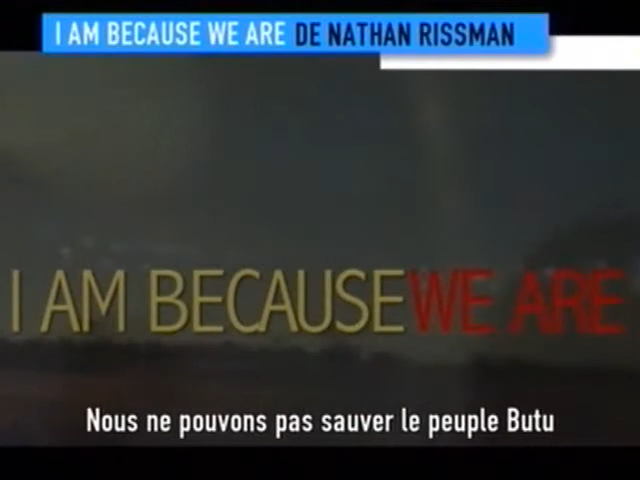 I AM BECAUSE WE ARE DE NATHAN RISSMAN
I AM BECAUSE WE ARE
Nous ne pouvons pas sauver le peuple Butu